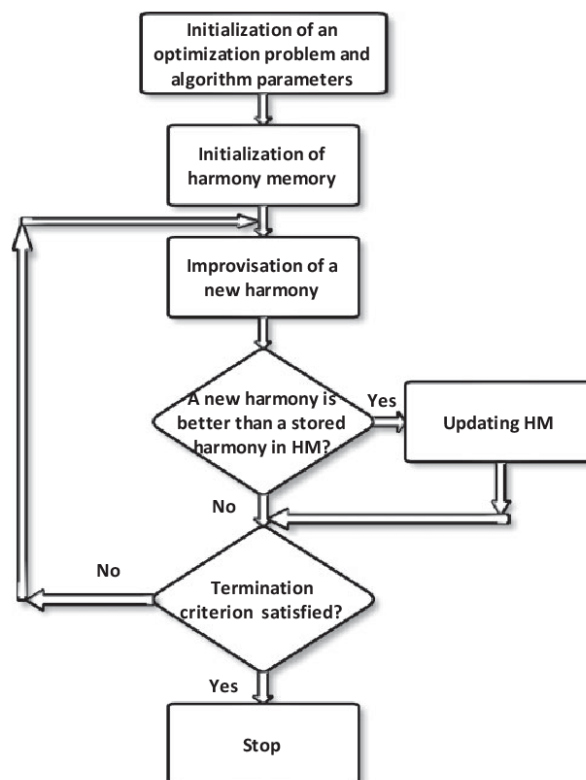 Initialization of an
optimization problem and
algorithm parameters
Initialization of
harmony memory
Improvisation of a
new harmony
A new harmony is
better than a stored
harmony in HM?
Yes
Updating HM
No
No
Termination
criterion satisfied?
Yes
Stop